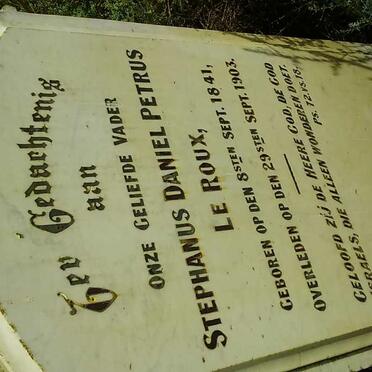 Ter Gedachtenis
aan
ONZE GELIEFDE VADER
STEPHANUS DANIEL PETRUS
LE ROUX,
GEBOREN OP DEN 8STEN SEPT. 1841,
OVERLEDEN OP DEN 29STEN SEPT. 1903.
GELOOFD ZIJ DE HEERE GOD, DE GOD
ISRAELS, DIE ALLEEN WONDEREN DOET.
PS. 72 VS. 18.